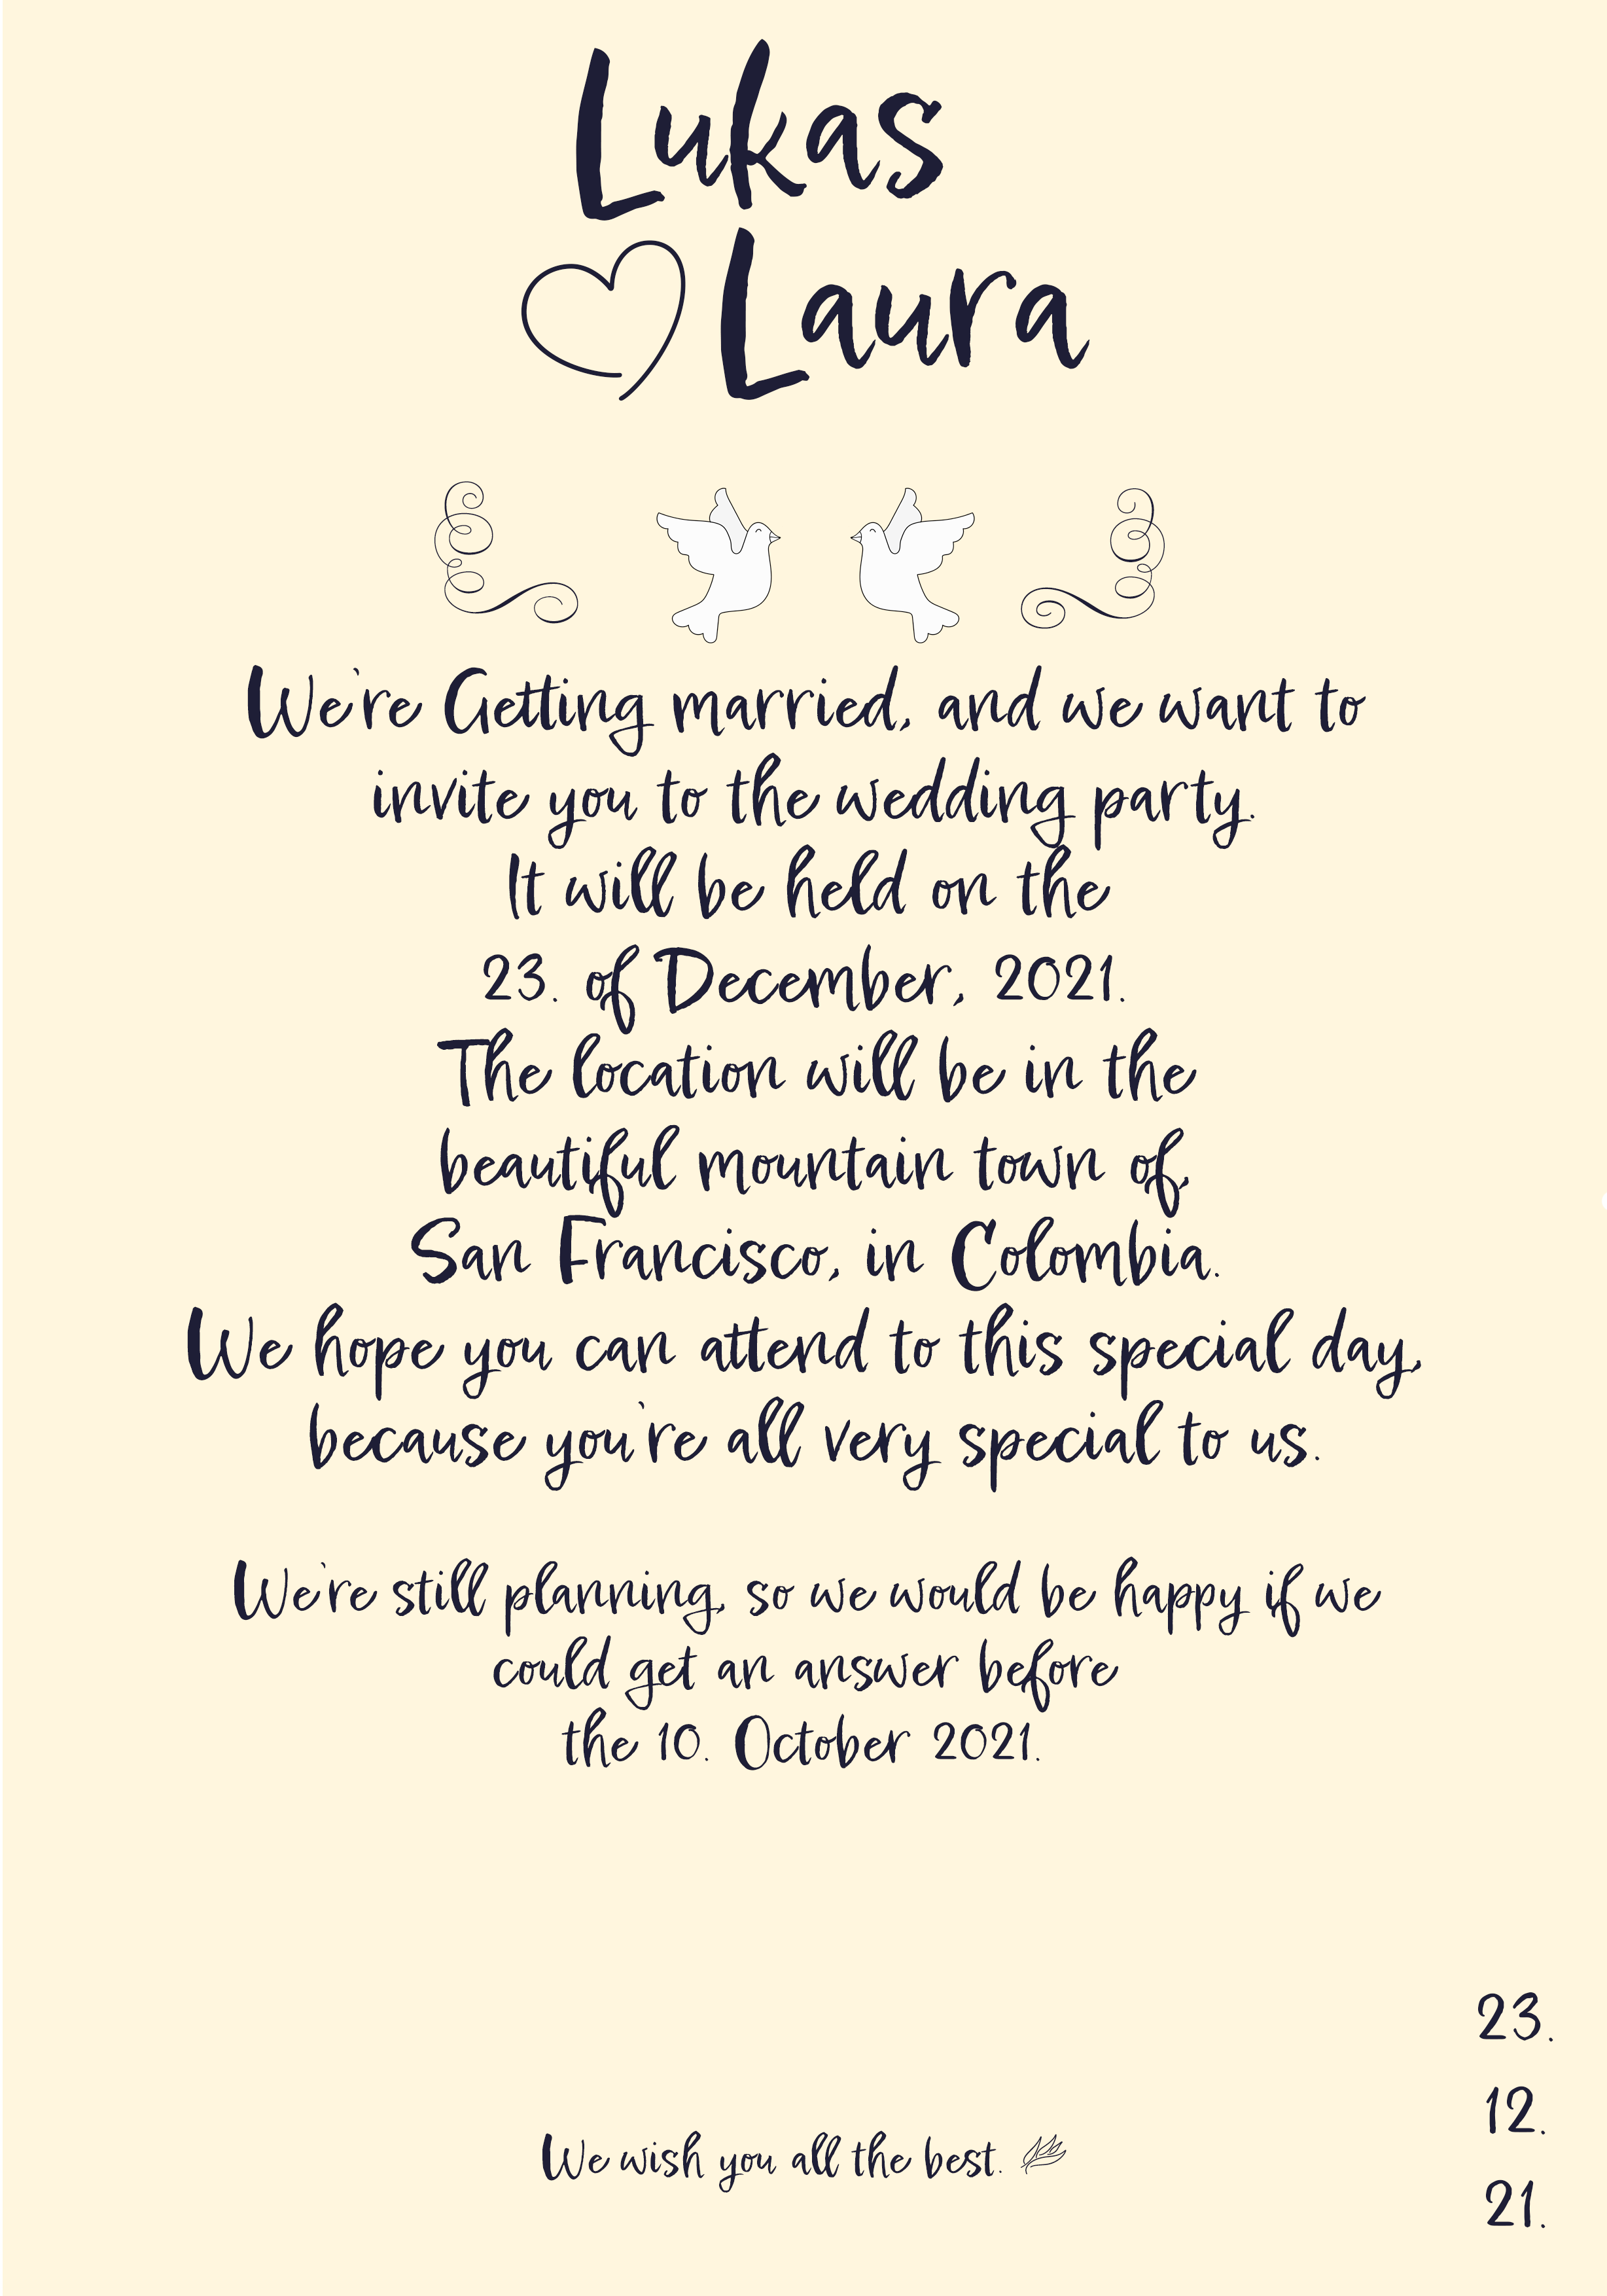 Lukas
Laura
We're Getting married, and we want to
invite you to the wedding party.
It will be held on the
23. of December, 2021.
The location will be in the
beautiful mountain town of,
San Francisco, in Colombia.
We hope you can attend to this special day,
because you're all very special to us.
We're still planning, so we would be happy if we
could get an answer before
the 10. October 2021.
23.
12.
21.
We wish you all the best.